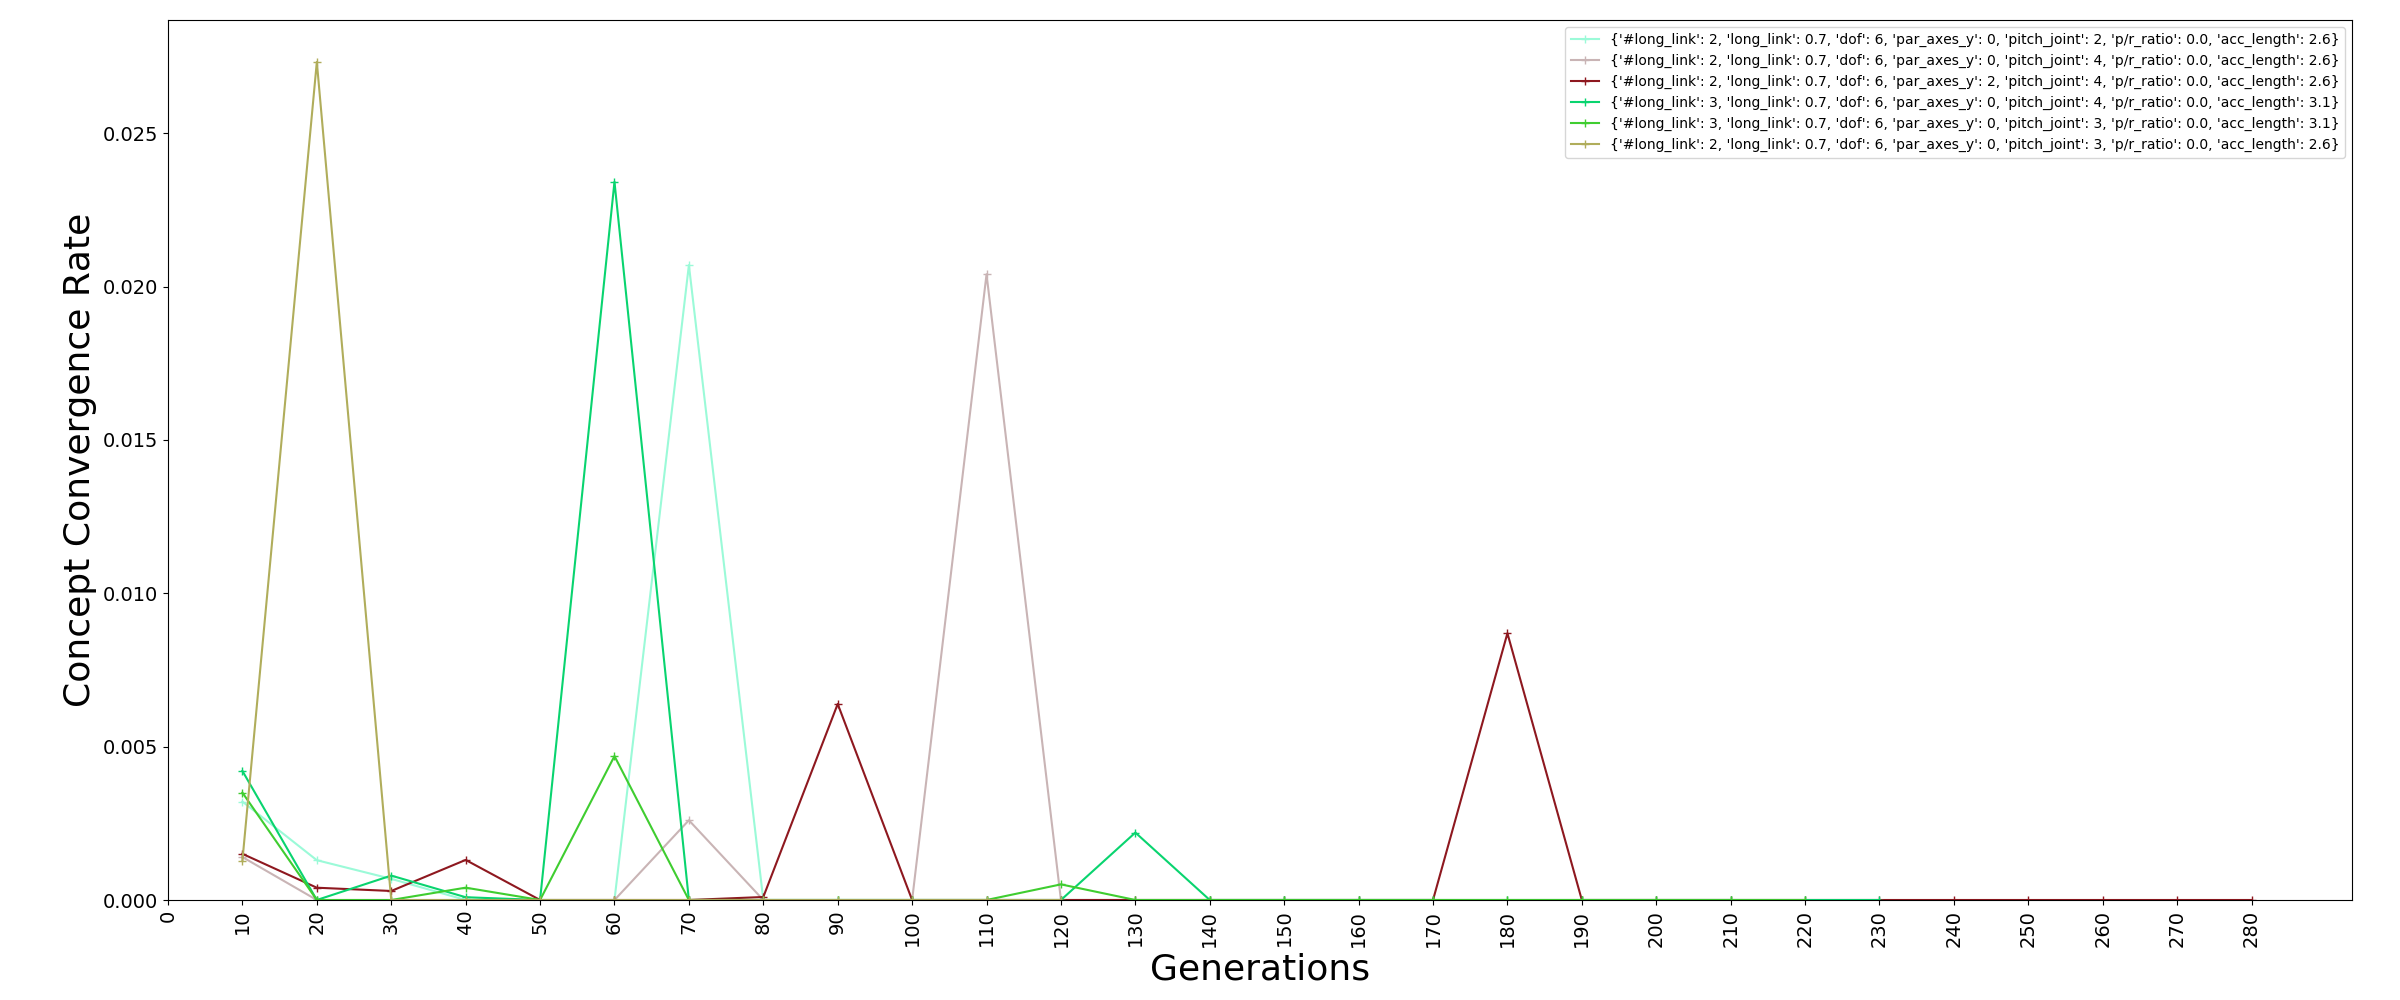 {'#long_link': 2, 'long_link': 0.7, 'dof': 6, 'par_axes_y': 0, 'pitch_joint': 2, 'p/r_ratio': 0.0, 'acc_length': 2.6}
{'#long_link': 2, 'long_link': 0.7, 'dof': 6, 'par_axes_y': 0, 'pitch_joint': 4, 'p/r_ratio': 0.0, 'acc_length': 2.6}
{'#long_link': 2, 'long_link': 0.7, 'dof': 6, 'par_axes_y': 2, 'pitch_joint': 4, 'p/r_ratio': 0.0, 'acc_length': 2.6}
{'#long_link': 3, 'long_link': 0.7, 'dof': 6, 'par_axes_y': 0, 'pitch_joint': 4, 'p/r_ratio': 0.0, 'acc_length': 3.1}
{'#long_link': 3, 'long_link': 0.7, 'dof': 6, 'par_axes_y': 0, 'pitch_joint': 3, 'p/r_ratio': 0.0, 'acc_length': 3.1}
{'#long_link': 2, 'long_link': 0.7, 'dof': 6, 'par_axes_y': 0, 'pitch_joint': 3, 'p/r_ratio': 0.0, 'acc_length': 2.6}
Concept Convergence Rate
0.025
0.020
0.015
0.010
0.005
0.000
0 10 20 30 40 50 60 70 80 90 100 110 120 130 140 150 160 170 180 190 200 210 220 230 240 250 260 270 280
Generations